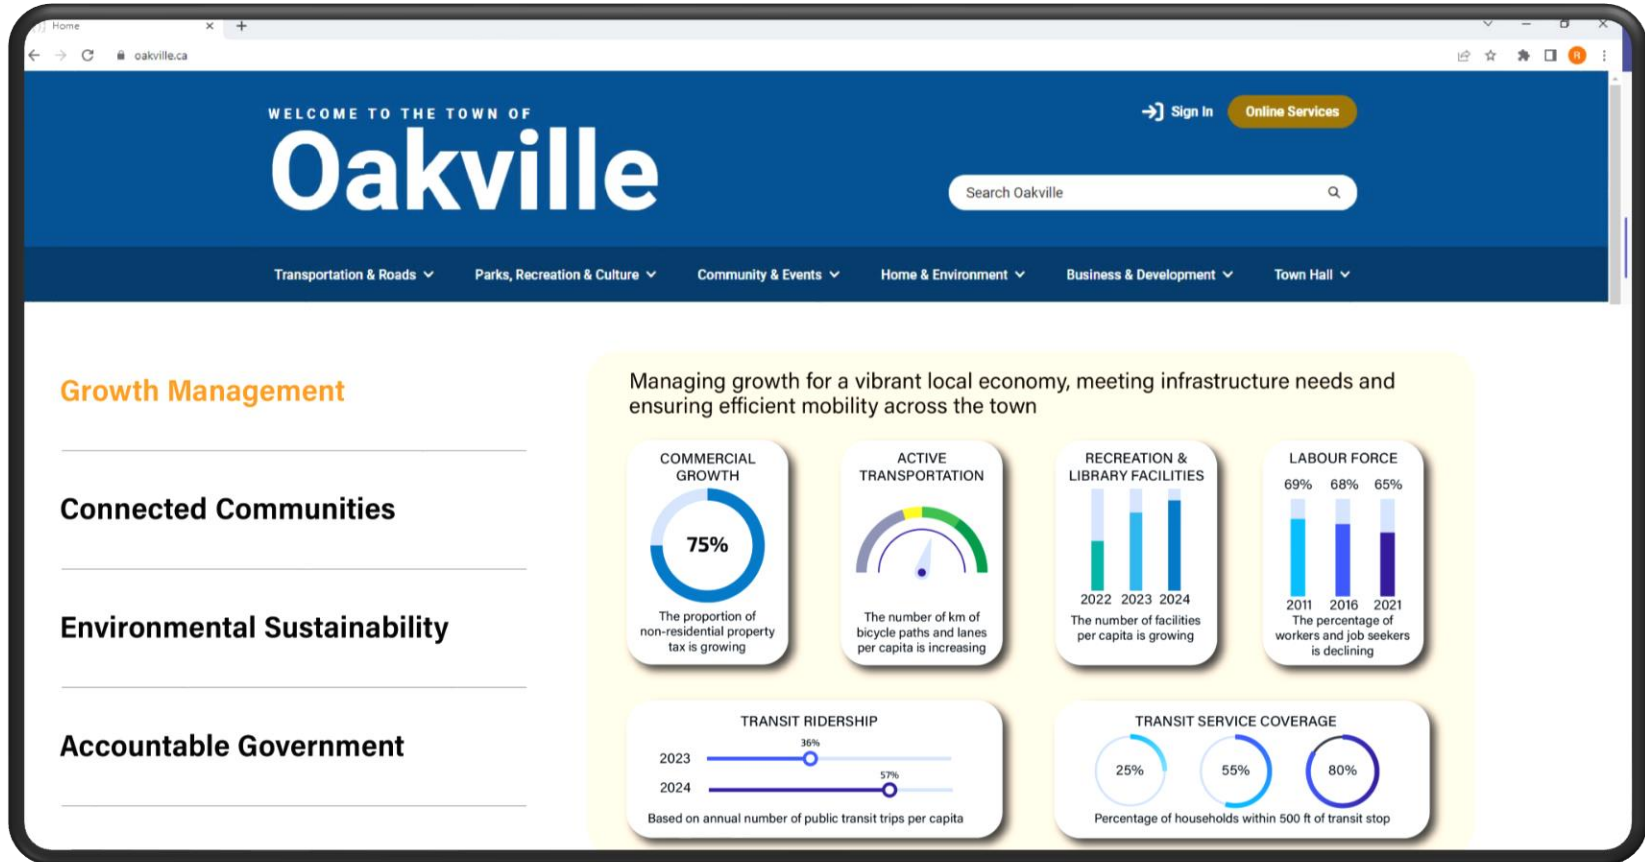 Home
oakville.ca
WELCOME TO THE TOWN OF
Oakville
Sign In
Online Services
Search Oakville
Transportation & Roads
Parks, Recreation & Culture
Community & Events
Home & Environment
Business & Development
Town Hall
Growth Management
Connected Communities
Environmental Sustainability
Accountable Government
Managing growth for a vibrant local economy, meeting infrastructure needs and
ensuring efficient mobility across the town
COMMERCIAL
GROWTH
75%
The proportion of
non-residential property
tax is growing
ACTIVE
TRANSPORTATION
The number of km of
bicycle paths and lanes
per capita is increasing
RECREATION &
LIBRARY FACILITIES
2022 2023 2024
The number of facilities
per capita is growing
LABOUR FORCE
69% 68% 65%
2011 2016 2021
The percentage of
workers and job seekers
is declining
TRANSIT RIDERSHIP
36%
2023
57%
2024
Based on annual number of public transit trips per capita
TRANSIT SERVICE COVERAGE
25% 55% 80%
Percentage of households within 500 ft of transit stop